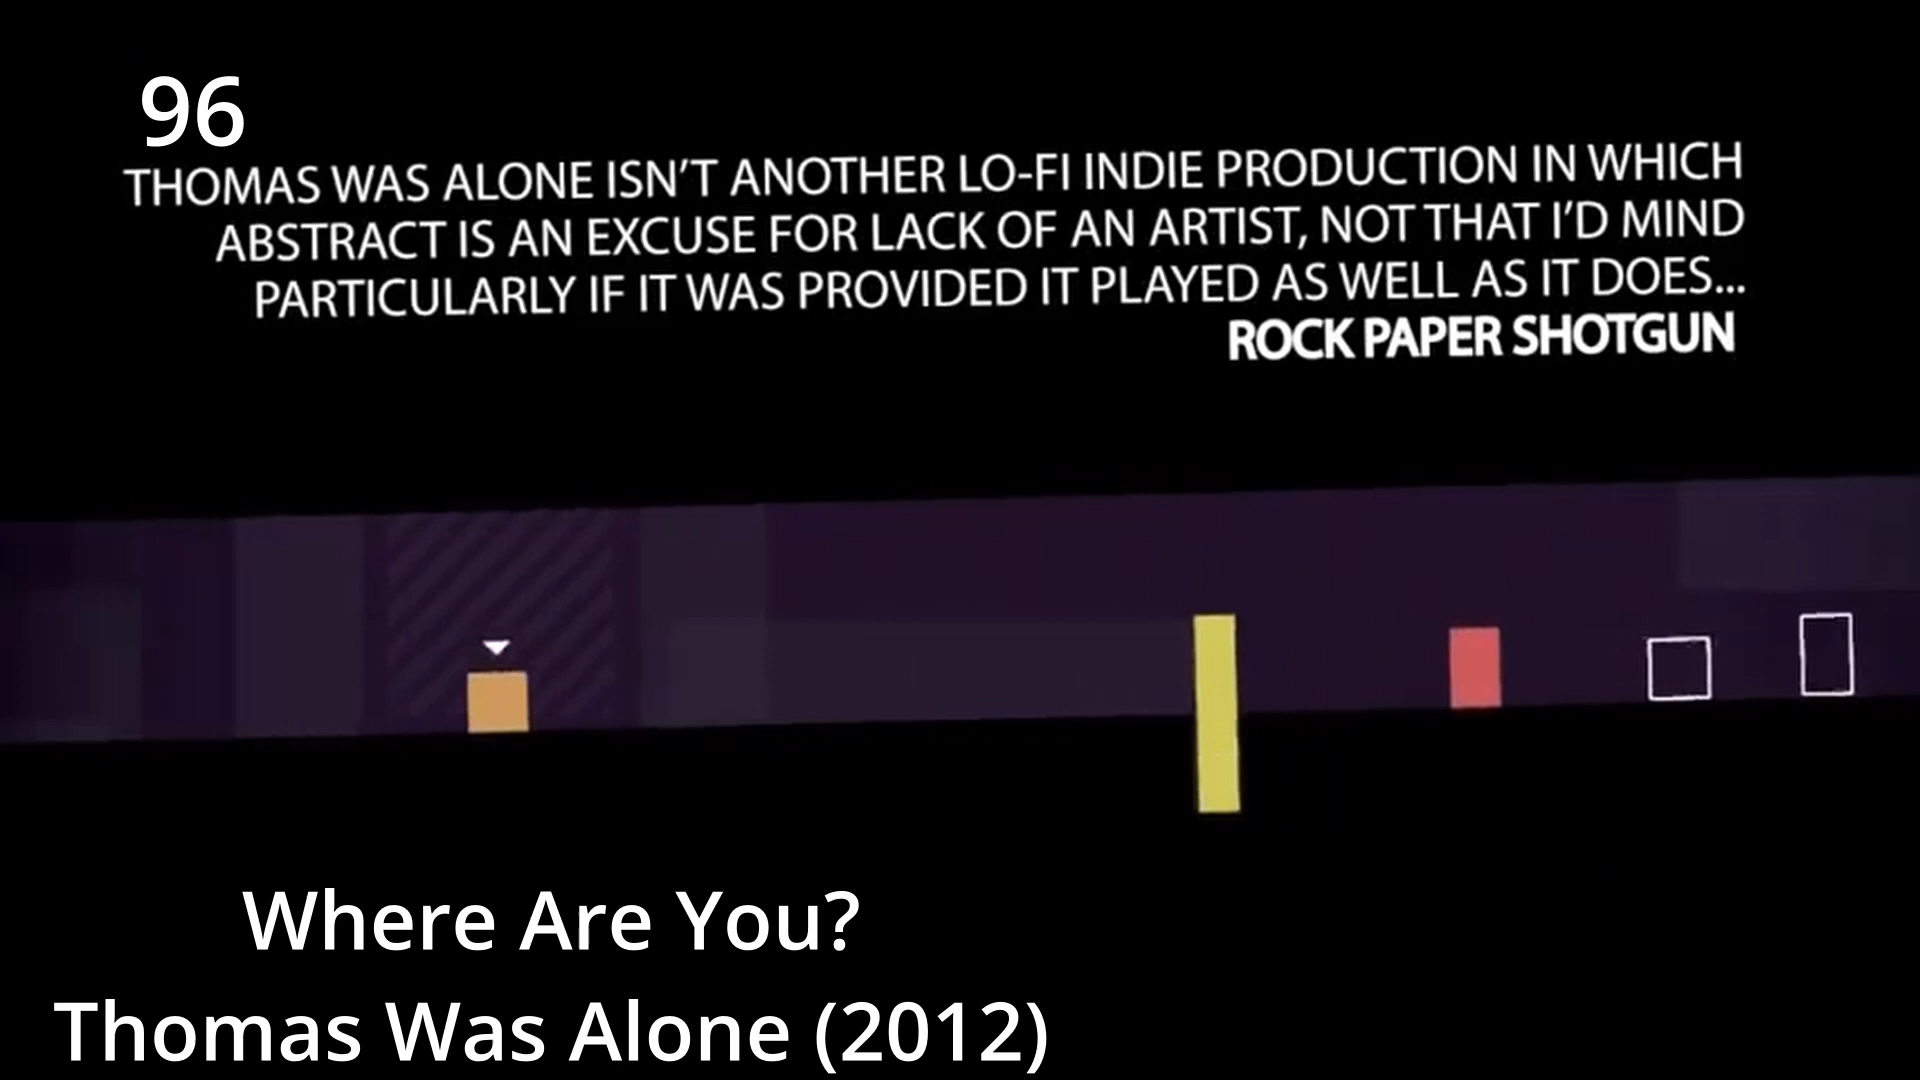 96
THOMAS WAS ALONE ISN'T ANOTHER LO-FI INDIE PRODUCTION IN WHICH
ABSTRACT IS AN EXCUSE FOR LACK OF AN ARTIST, NOT THAT I'D MIND
PARTICULARLY IF IT WAS PROVIDED IT PLAYED AS WELL AS IT DOES...
ROCK PAPER SHOTGUN
Where Are You?
Thomas Was Alone (2012)